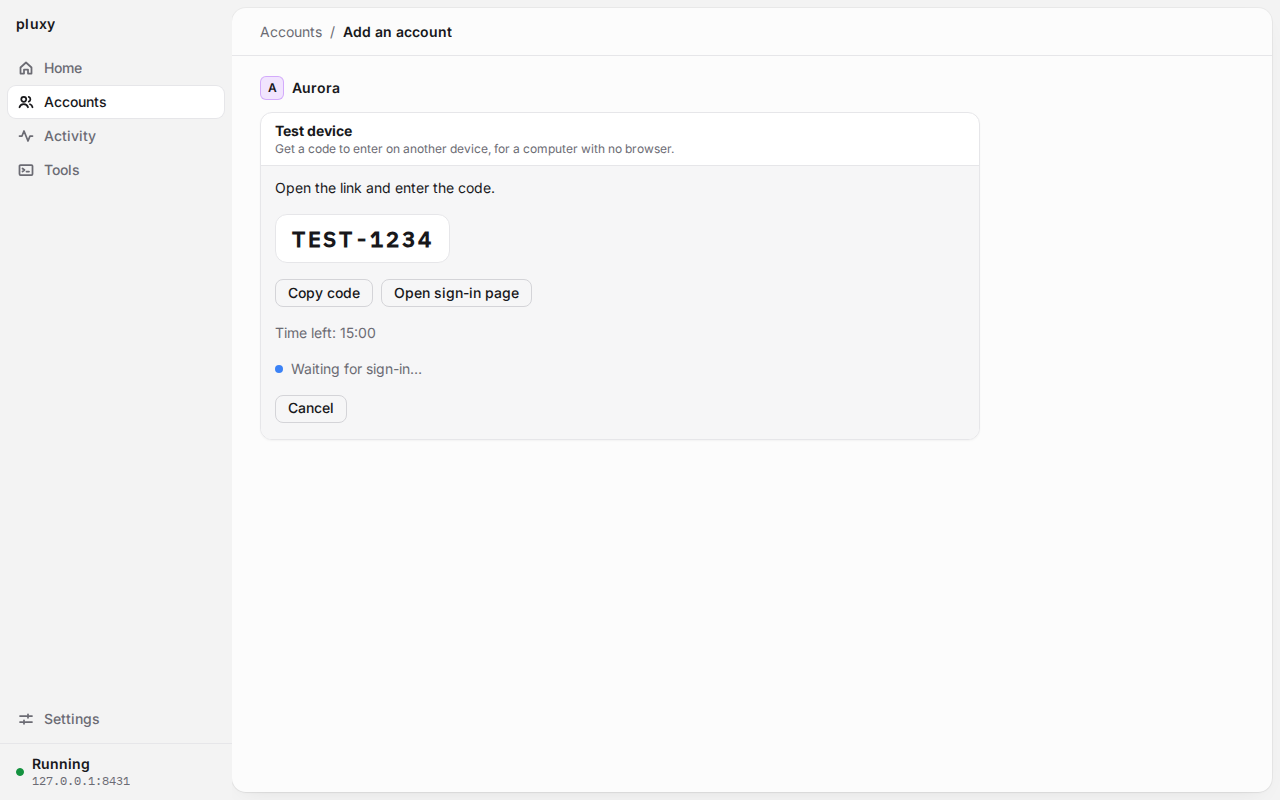 pluxy
Home
Accounts
Activity
Tools
Settings
Running
127.0.0.1:8431
Accounts / Add an account
A Aurora
Test device
Get a code to enter on another device, for a computer with no browser.
Open the link and enter the code.
TEST-1234
Copy code Open sign-in page
Time left: 15:00
Waiting for sign-in...
Cancel